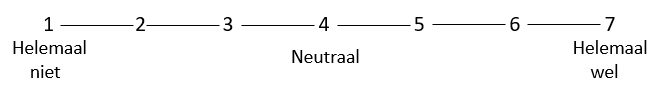 1 2 3 4 5 6 7
Helemaal niet
Neutraal
Helemaal wel